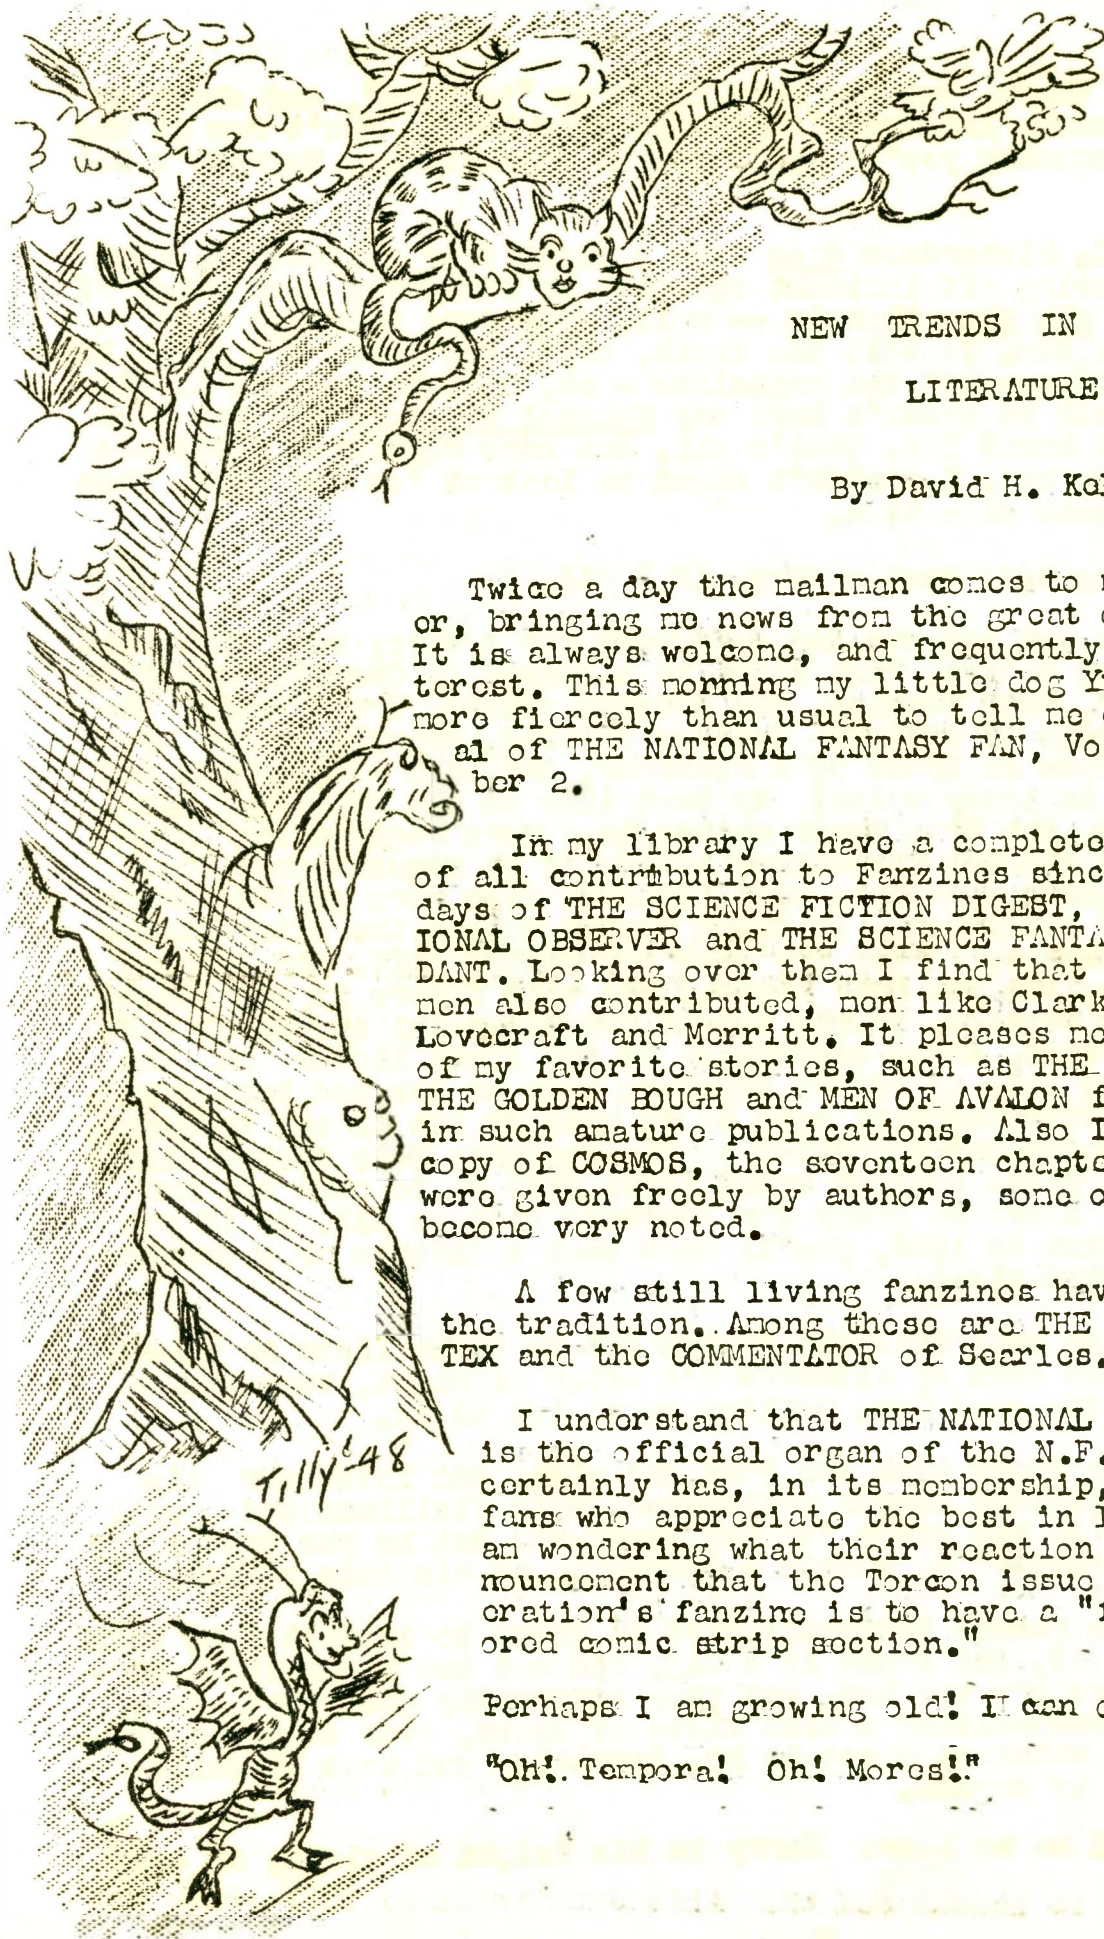 NEW TRENDS IN
LITERATURE
By David H. Kel
Twice a day the mailman comes to
or, bringing me news from the great
It is always welcome, and frequently
terest. This morning my little dog
more fiercely than usual to tell me
al of THE NATIONAL FANTASY FAN, Vo
ber 2.
In my library I have a complete
of all contribution to Fanzines sinc
days of THE SCIENCE FICTION DIGEST,
IONAL OBSERVER and THE SCIENCE FANTA
DANT. Looking over them I find that
men also contributed, men like Clark
Lovecraft and Merritt. It pleases me
of my favorite stories, such as THE
THE GOLDEN BOUGH and MEN OF AVALON f
in such amature publications. Also I
copy of COSMOS, the seventeen chapte
were given freely by authors, some o
become very noted.
A few still living fanzines hav
the tradition. Among these are THE
TEX and the COMMENTATOR of Searles.
I understand that THE NATIONAL
is the official organ of the N.F.
certainly has, in its membership,
fans who appreciate the best in l
am wondering what their reaction
nouncement that the Torcon issue
eration's fanzine is to have a "
ored comic strip section."
Perhaps I am growing old! I can
"Oh! Tempora! Oh! Mores!"
Tilly '48